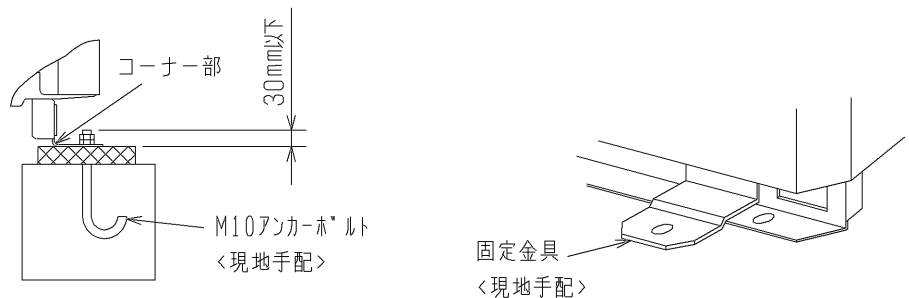 コーナー部
30mm以下
M10アンカーボルト
<現地手配>
固定金具
<現地手配>